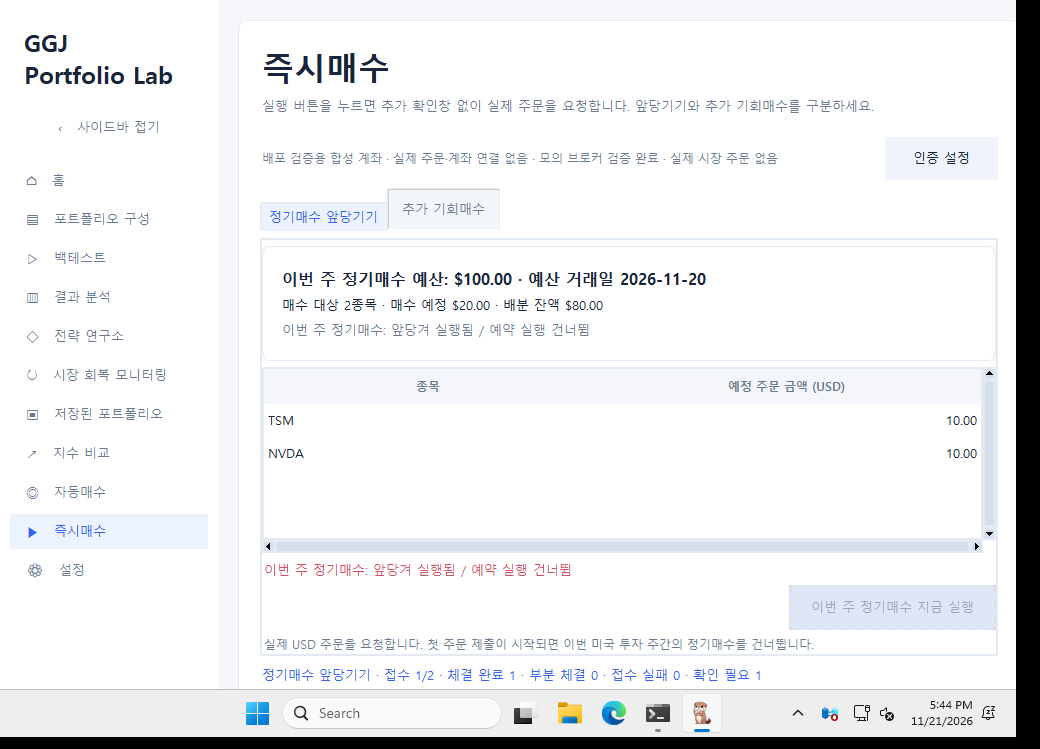 GGJ
Portfolio Lab
‹ 사이드바 접기
홈
포트폴리오 구성
백테스트
결과 분석
전략 연구소
시장 회복 모니터링
저장된 포트폴리오
지수 비교
자동매수
즉시매수
설정
즉시매수
실행 버튼을 누르면 추가 확인창 없이 실제 주문을 요청합니다. 앞당기기와 추가 기회매수를 구분하세요.
배포 검증용 합성 계좌 · 실제 주문·계좌 연결 없음 · 모의 브로커 검증 완료 · 실제 시장 주문 없음
인증 설정
정기매수 앞당기기
추가 기회매수
이번 주 정기매수 예산: $100.00 · 예산 거래일 2026-11-20
매수 대상 2종목 · 매수 예정 $20.00 · 배분 잔액 $80.00
이번 주 정기매수: 앞당겨 실행됨 / 예약 실행 건너뜀
종목 예정 주문 금액 (USD)
TSM 10.00
NVDA 10.00
이번 주 정기매수: 앞당겨 실행됨 / 예약 실행 건너뜀
이번 주 정기매수 지금 실행
실제 USD 주문을 요청합니다. 첫 주문 제출이 시작되면 이번 미국 투자 주간의 정기매수를 건너뜁니다.
정기매수 앞당기기 · 접수 1/2 · 체결 완료 1 · 부분 체결 0 · 접수 실패 0 · 확인 필요 1
Search
5:44 PM
11/21/2026